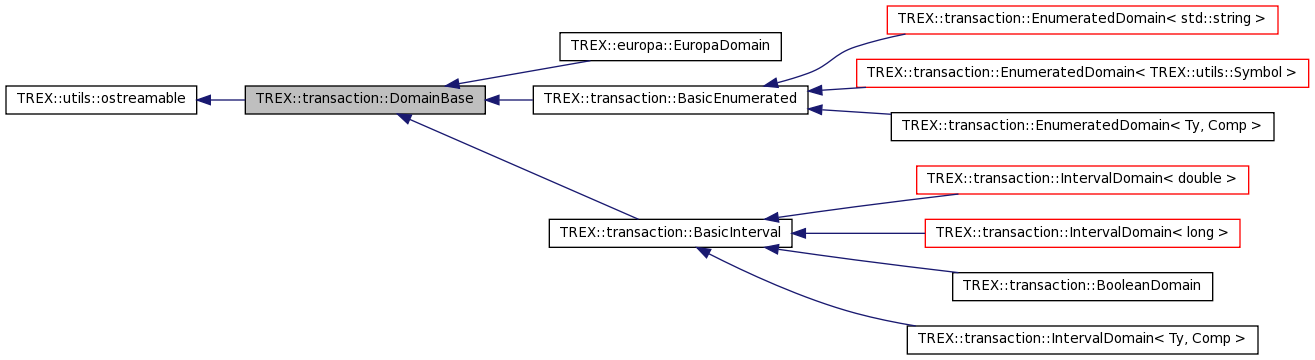 TREX::utils::ostreamable
TREX::transaction::DomainBase
TREX::europa::EuropaDomain
TREX::transaction::BasicEnumerated
TREX::transaction::EnumeratedDomain< std::string >
TREX::transaction::EnumeratedDomain< TREX::utils::Symbol >
TREX::transaction::EnumeratedDomain< Ty, Comp >
TREX::transaction::BasicInterval
TREX::transaction::IntervalDomain< double >
TREX::transaction::IntervalDomain< long >
TREX::transaction::BooleanDomain
TREX::transaction::IntervalDomain< Ty, Comp >